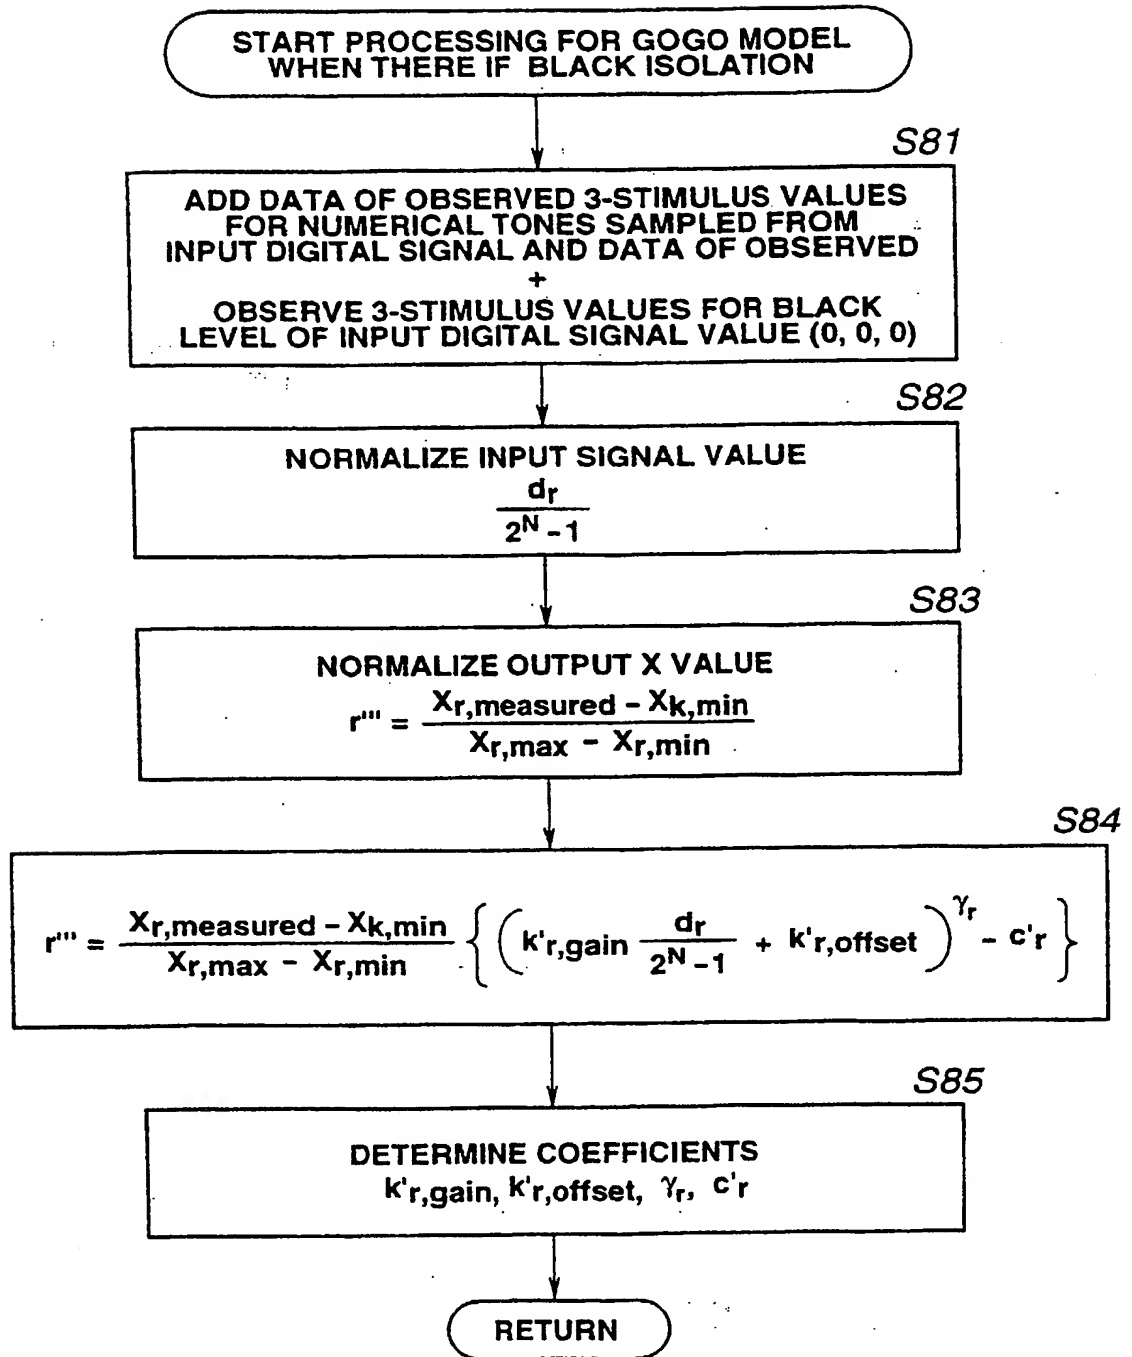 START PROCESSING FOR GOGO MODEL
WHEN THERE IF BLACK ISOLATION
S81
ADD DATA OF OBSERVED 3-STIMULUS VALUES
FOR NUMERICAL TONES SAMPLED FROM
INPUT DIGITAL SIGNAL AND DATA OF OBSERVED
+
OBSERVE 3-STIMULUS VALUES FOR BLACK
LEVEL OF INPUT DIGITAL SIGNAL VALUE (0, 0, 0)
S82
NORMALIZE INPUT SIGNAL VALUE
dr
2^N - 1
S83
NORMALIZE OUTPUT X VALUE
r''' = (Xr,measured - Xk,min) / (Xr,max - Xr,min)
S84
r''' = (Xr,measured - Xk,min) / (Xr,max - Xr,min) { ( k'r,gain dr / (2^N - 1) + k'r,offset )^γr - c'r }
S85
DETERMINE COEFFICIENTS
k'r,gain, k'r,offset, γr, c'r
RETURN